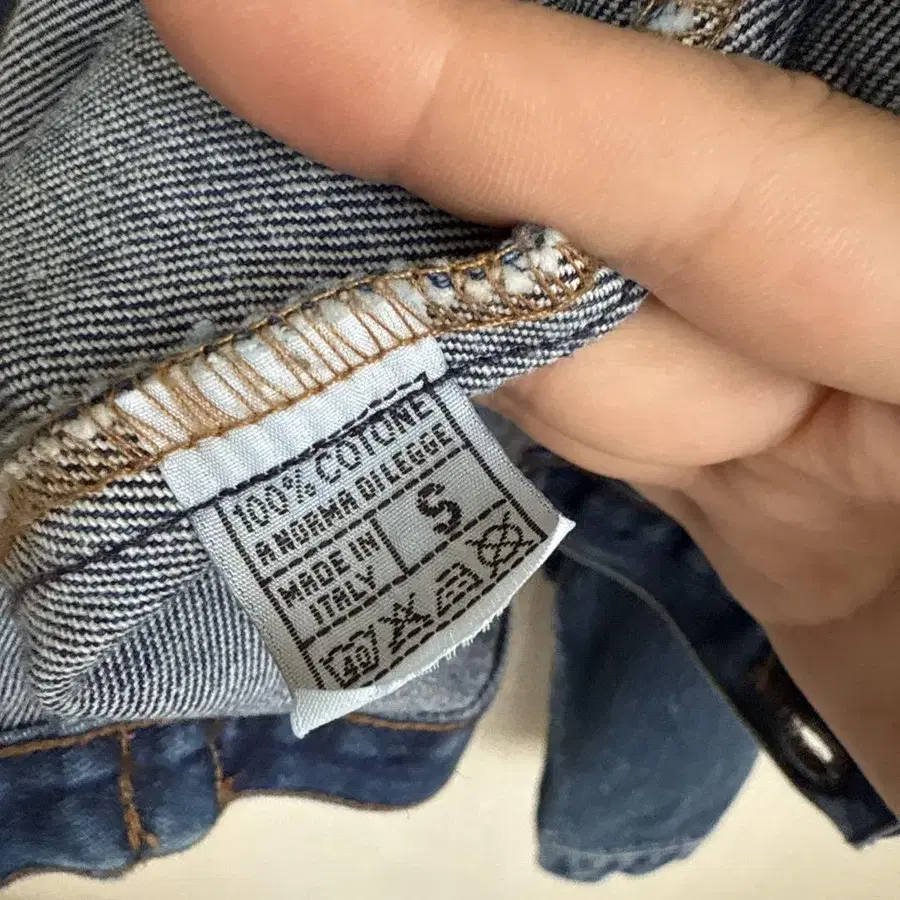 100% COTONE
A NORMA DI LEGGE
MADE IN
ITALY
S
40